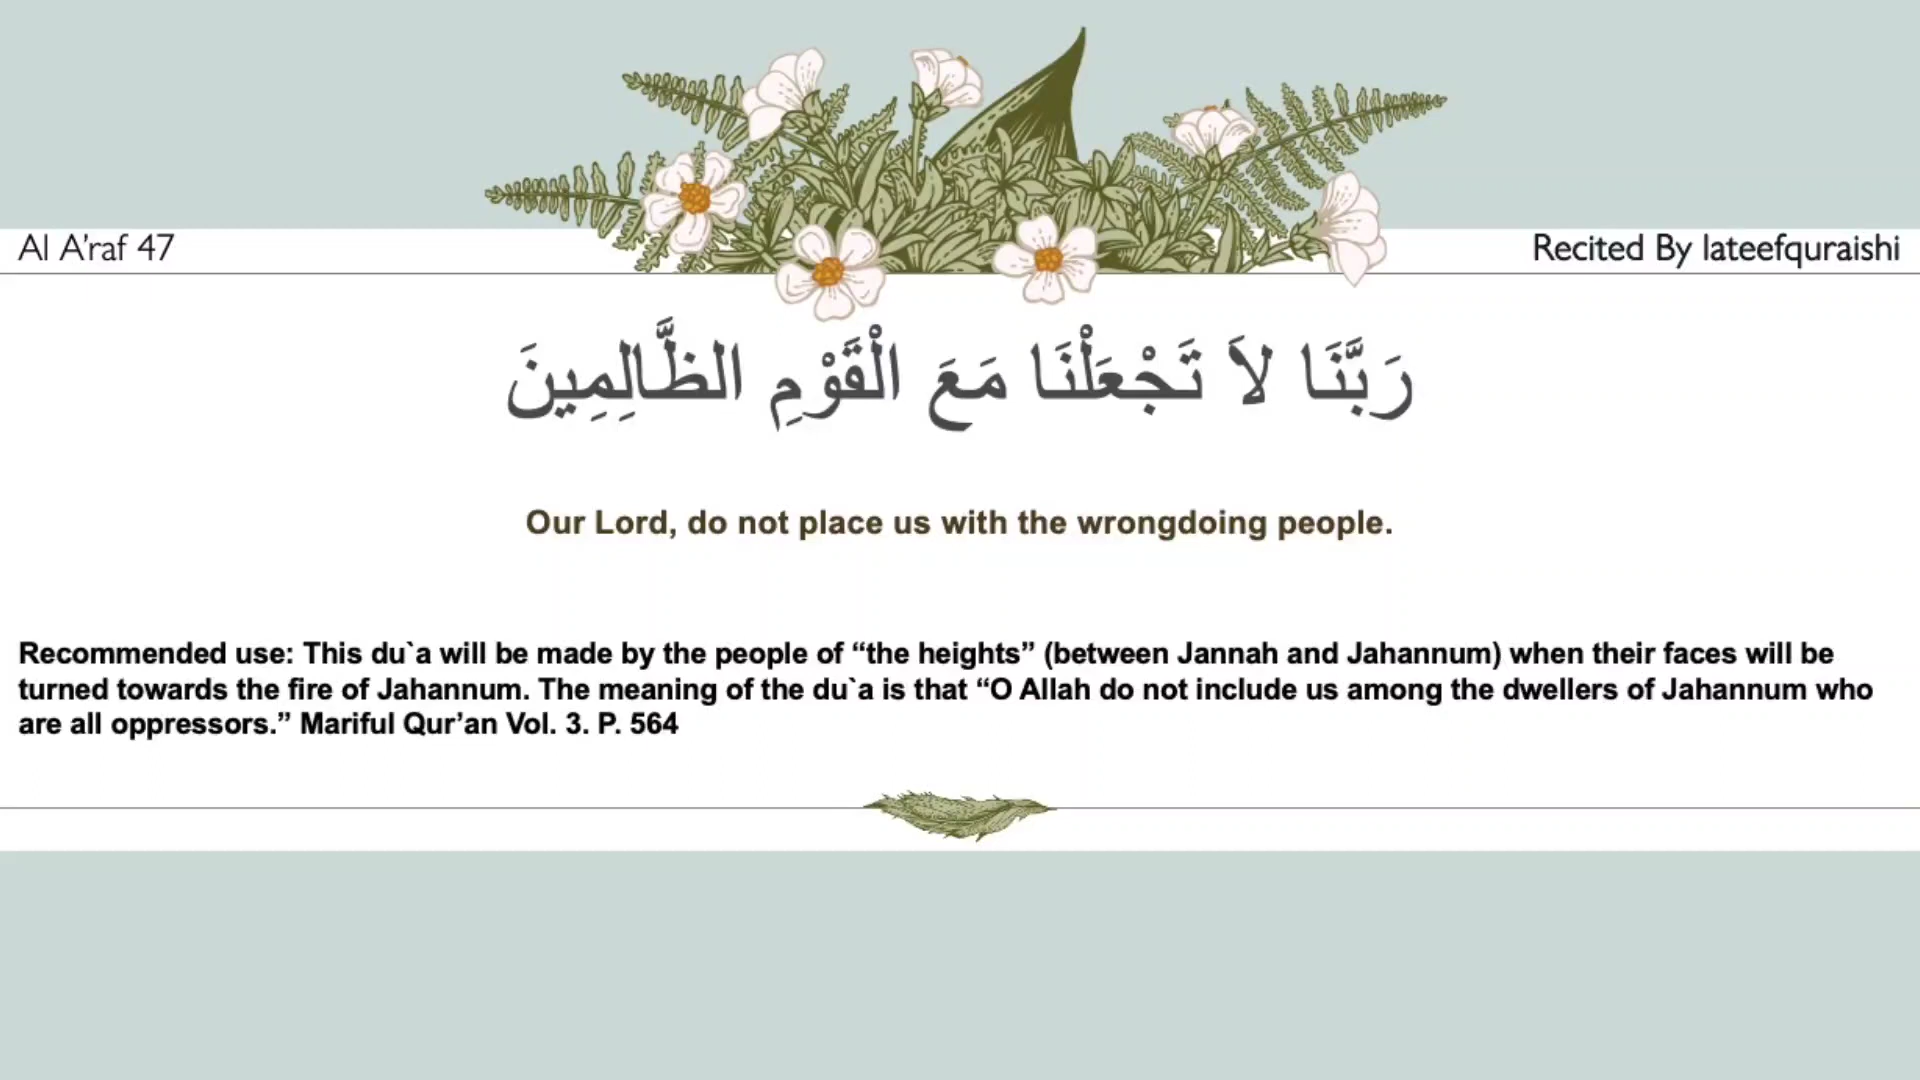 Al A’raf 47
Recited By lateefquraishi
رَبَّنَا لاَ تَجْعَلْنَا مَعَ الْقَوْمِ الظَّالِمِينَ
Our Lord, do not place us with the wrongdoing people.
Recommended use: This du`a will be made by the people of “the heights” (between Jannah and Jahannum) when their faces will be
turned towards the fire of Jahannum. The meaning of the du`a is that “O Allah do not include us among the dwellers of Jahannum who
are all oppressors.” Mariful Qur’an Vol. 3. P. 564